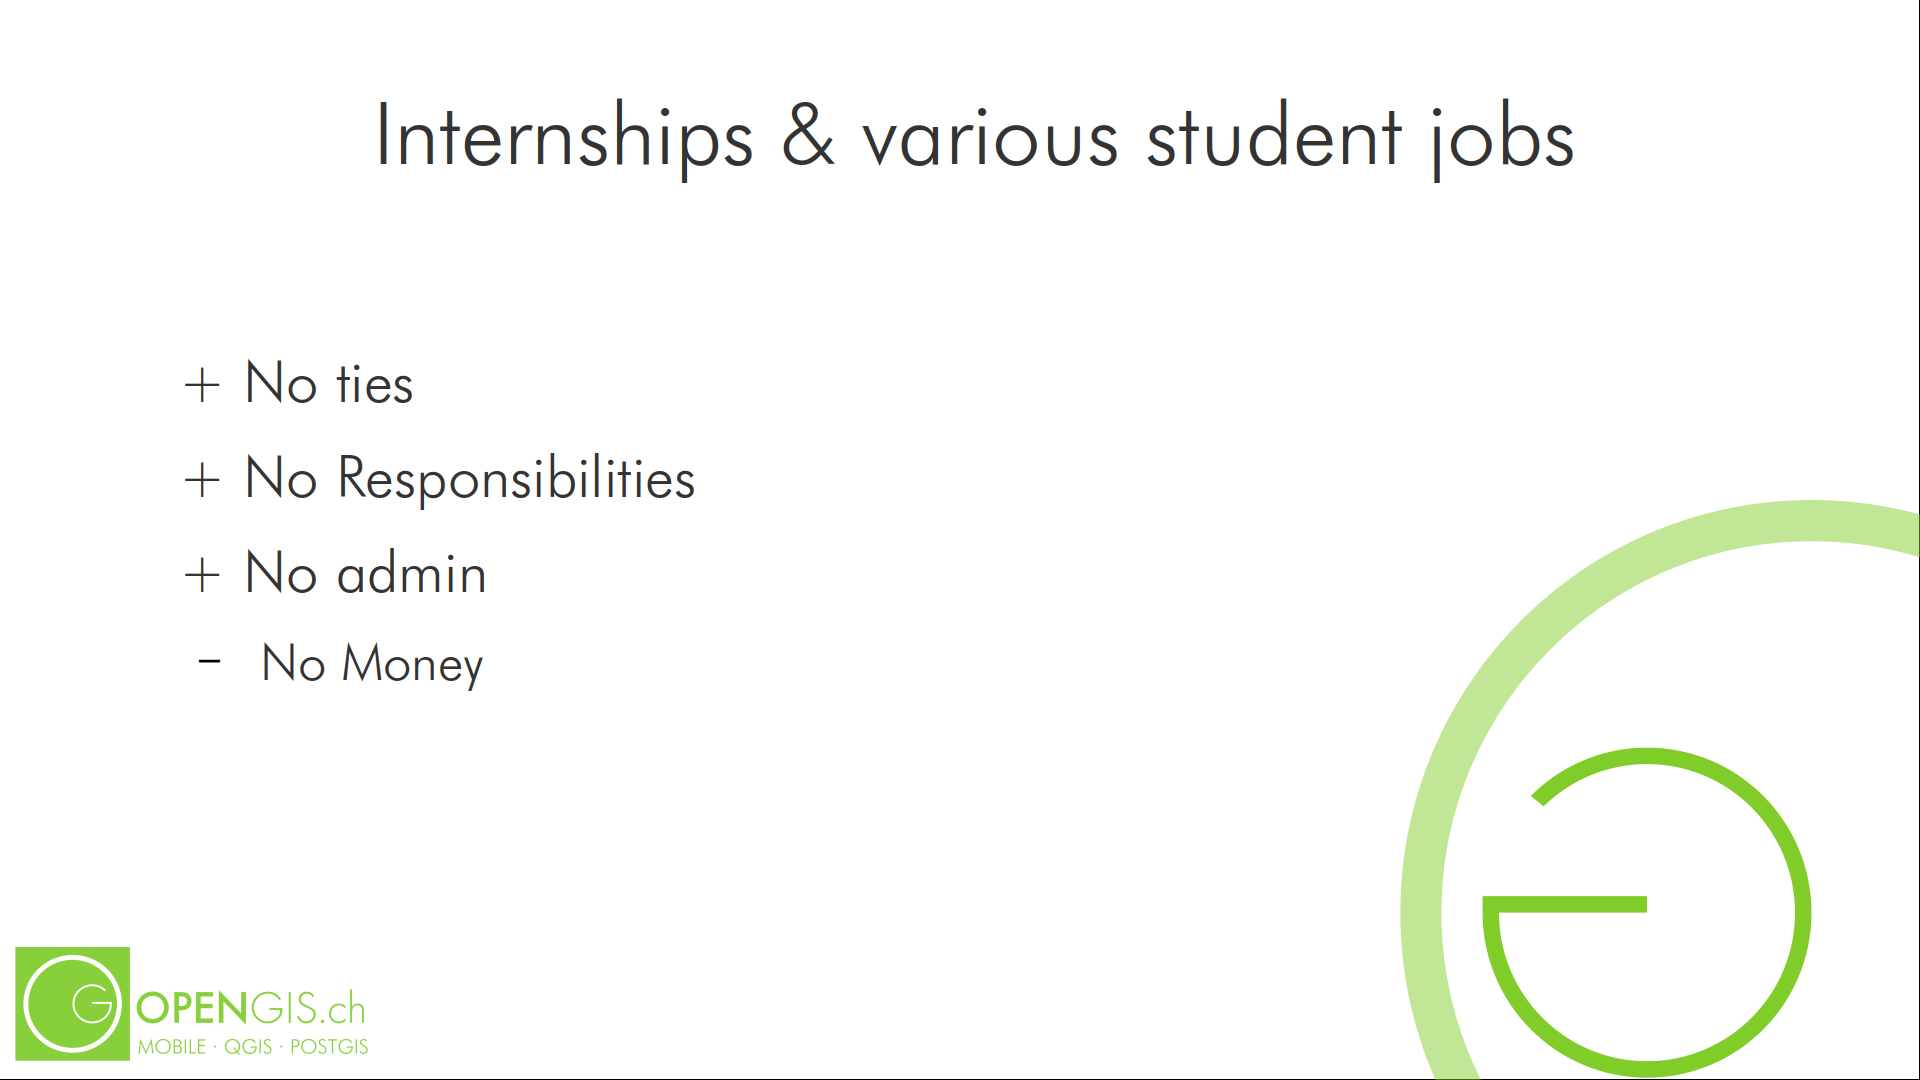 Internships & various student jobs
+ No ties
+ No Responsibilities
+ No admin
– No Money
OPENGIS.ch
MOBILE · QGIS · POSTGIS